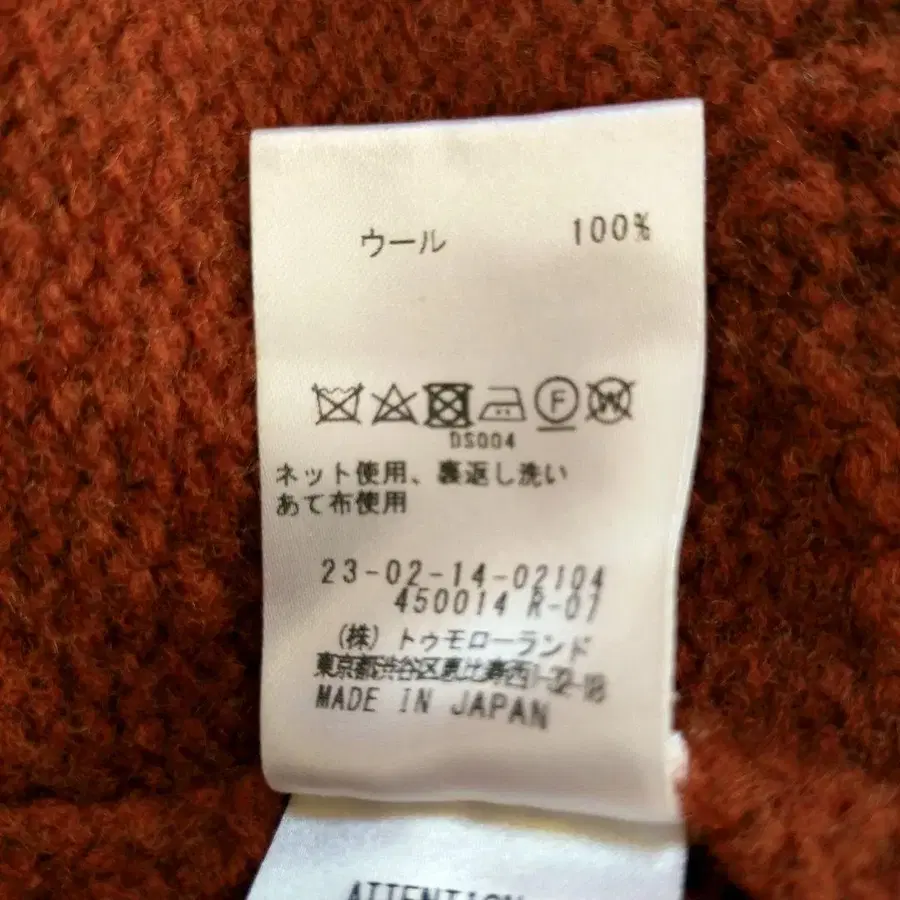 ウール 100%
F W
DS004
ネット使用、裏返し洗い
あて布使用
23-02-14-02104
450014 R-07
(株)トゥモローランド
東京都渋谷区恵比寿西1-32-18
MADE IN JAPAN
ATTENTION